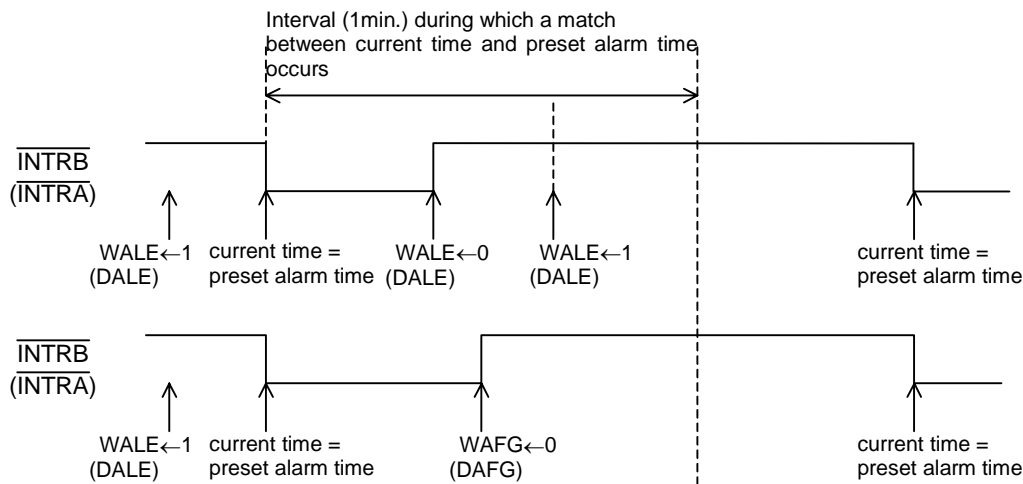 Interval (1min.) during which a match
between current time and preset alarm time
occurs
INTRB
(INTRA)
WALE←1
(DALE)
current time =
preset alarm time
WALE←0
(DALE)
WALE←1
(DALE)
current time =
preset alarm time
INTRB
(INTRA)
WALE←1
(DALE)
current time =
preset alarm time
WAFG←0
(DAFG)
current time =
preset alarm time